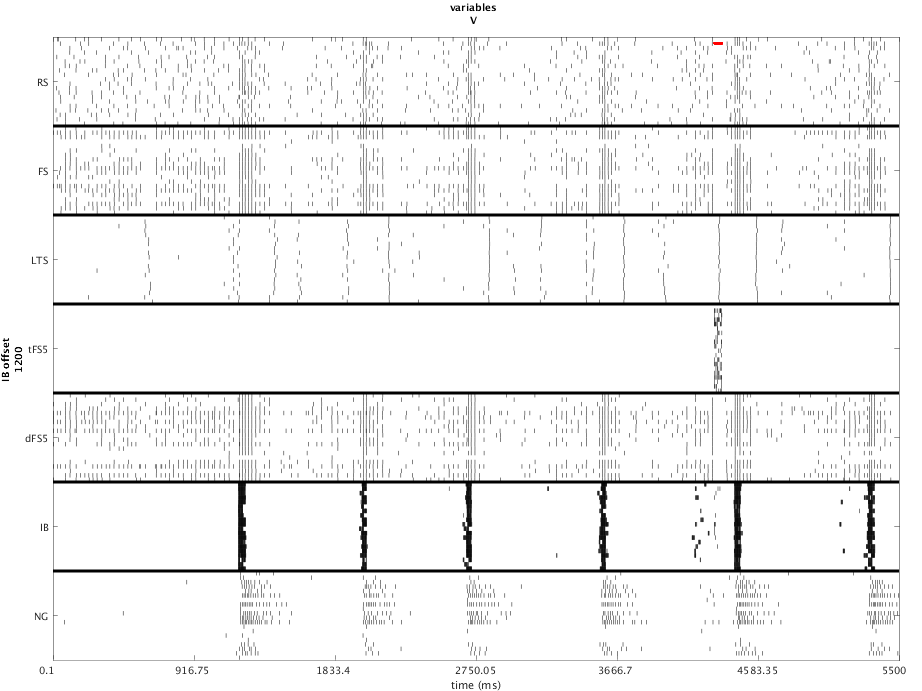 variables
V
RS
FS
LTS
tFS5
IB offset
1200
dFS5
IB
NG
0.1
916.75
1833.4
2750.05
3666.7
4583.35
5500
time (ms)